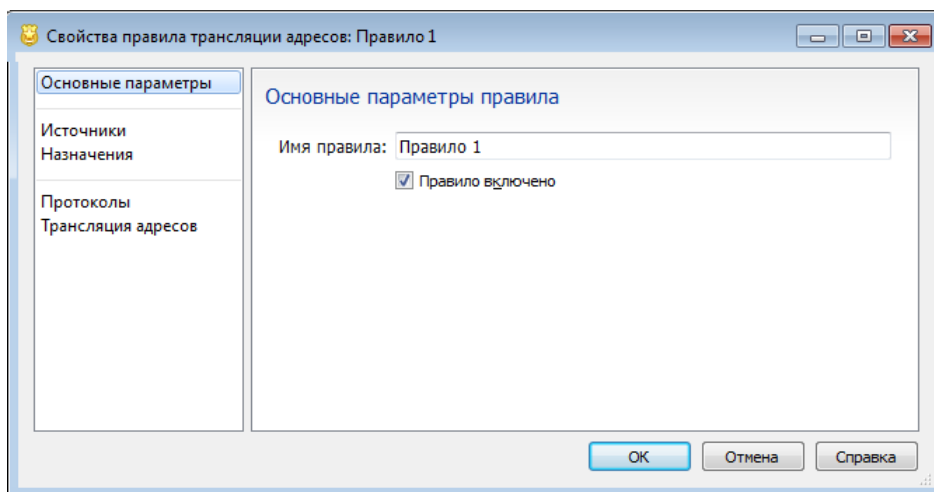 Свойства правила трансляции адресов: Правило 1
Основные параметры
Источники
Назначения
Протоколы
Трансляция адресов
Основные параметры правила
Имя правила: Правило 1
Правило включено
ОК
Отмена
Справка